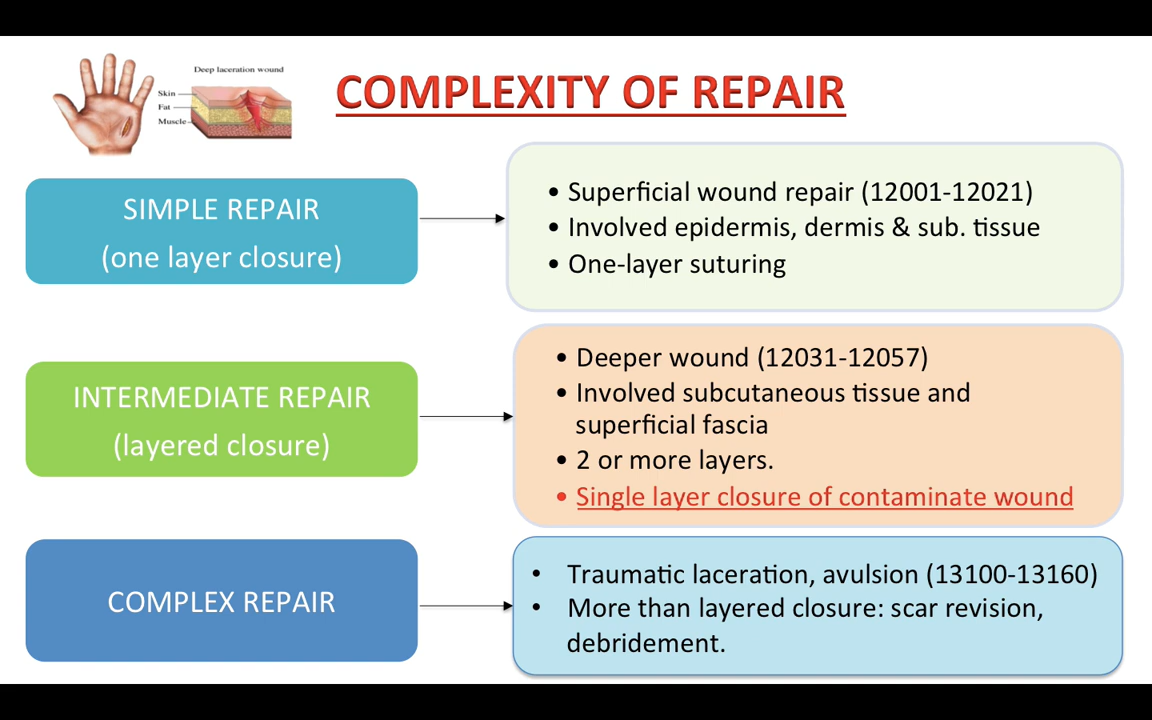 Deep laceration wound
Skin
Fat
Muscle
COMPLEXITY OF REPAIR
SIMPLE REPAIR
(one layer closure)
• Superficial wound repair (12001-12021)
• Involved epidermis, dermis & sub. tissue
• One-layer suturing
INTERMEDIATE REPAIR
(layered closure)
• Deeper wound (12031-12057)
• Involved subcutaneous tissue and
superficial fascia
• 2 or more layers.
• Single layer closure of contaminate wound
COMPLEX REPAIR
• Traumatic laceration, avulsion (13100-13160)
• More than layered closure: scar revision,
debridement.